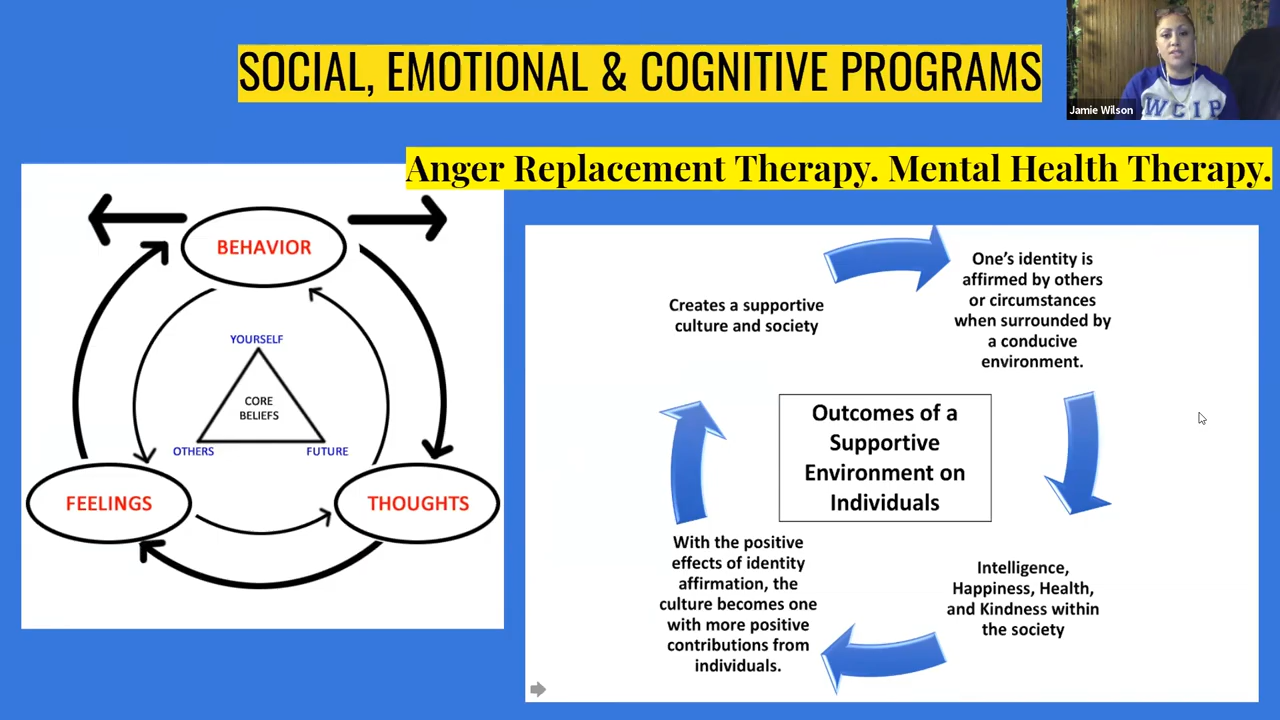 SOCIAL, EMOTIONAL & COGNITIVE PROGRAMS
Jamie Wilson
WCIP
Anger Replacement Therapy. Mental Health Therapy.
BEHAVIOR
YOURSELF
CORE
BELIEFS
OTHERS
FUTURE
FEELINGS
THOUGHTS
Creates a supportive
culture and society
One's identity is
affirmed by others
or circumstances
when surrounded by
a conducive
environment.
Outcomes of a
Supportive
Environment on
Individuals
With the positive
effects of identity
affirmation, the
culture becomes one
with more positive
contributions from
individuals.
Intelligence,
Happiness, Health,
and Kindness within
the society